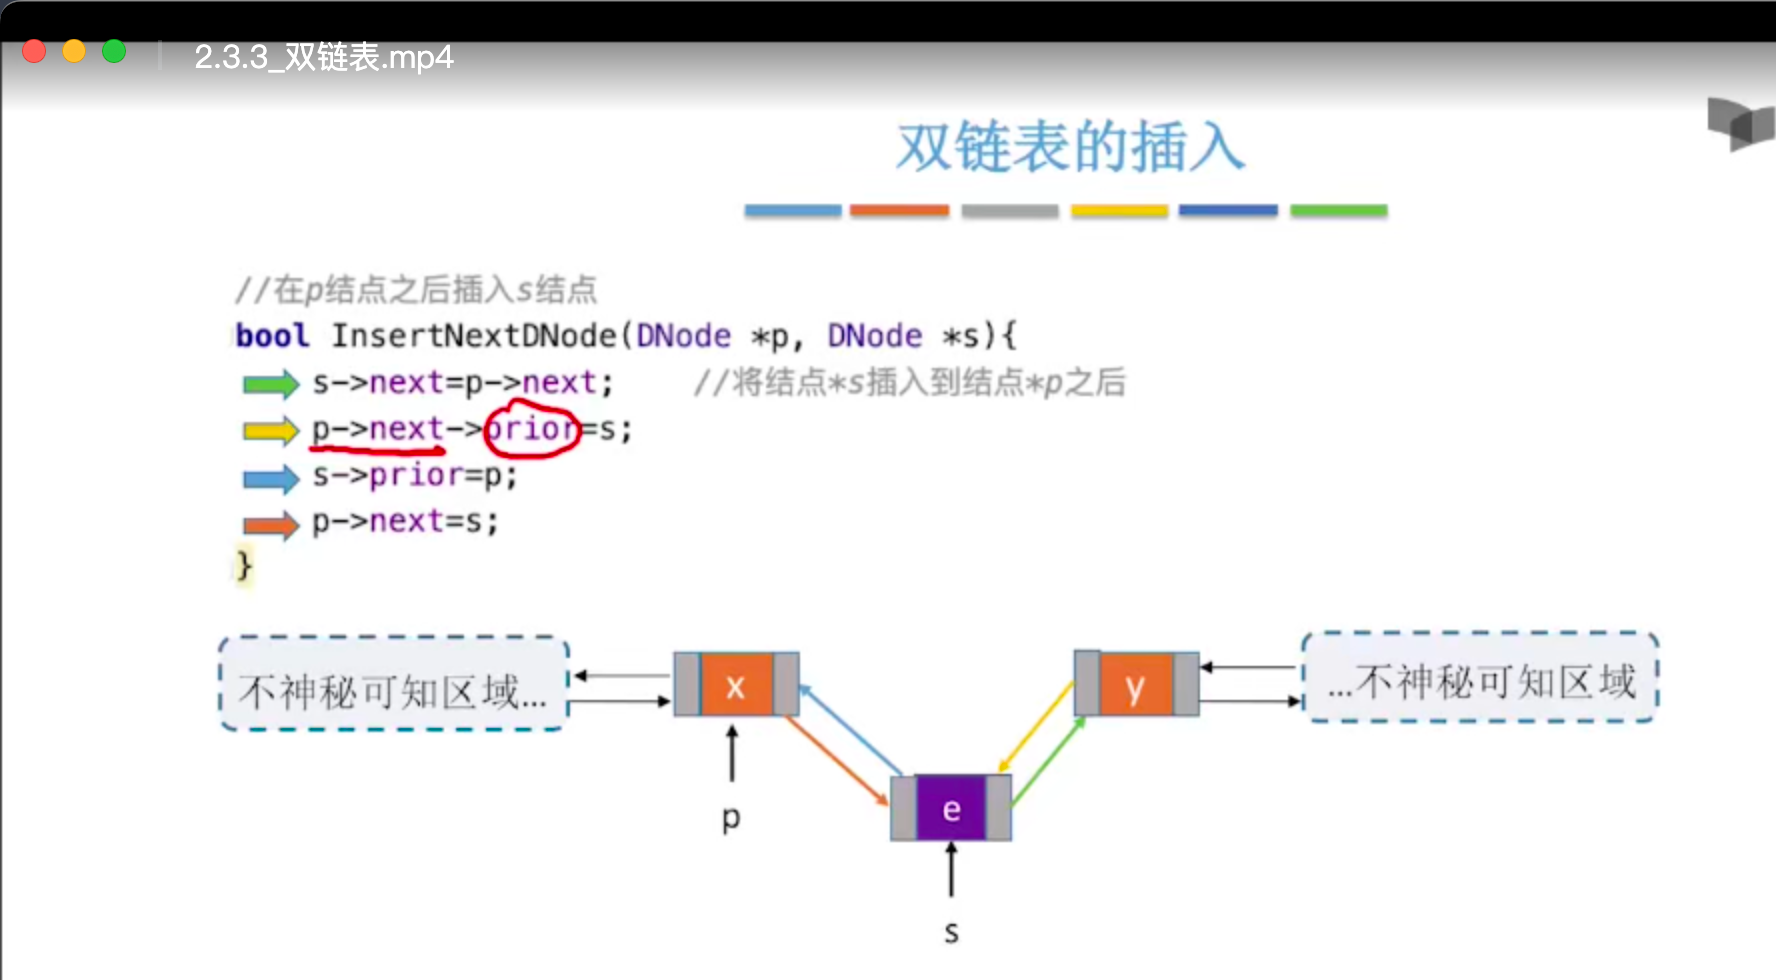 2.3.3_双链表.mp4
双链表的插入
//在p结点之后插入s结点
bool InsertNextDNode(DNode *p, DNode *s){
s->next=p->next; //将结点*s插入到结点*p之后
p->next->prior=s;
s->prior=p;
p->next=s;
}
不神秘可知区域... x y ...不神秘可知区域
p e
s